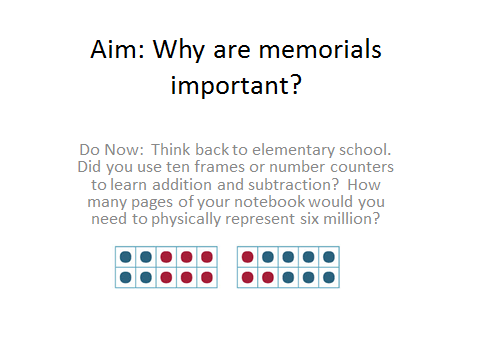 Aim: Why are memorials
important?
Do Now:  Think back to elementary school.
Did you use ten frames or number counters
to learn addition and subtraction?  How
many pages of your notebook would you
need to physically represent six million?